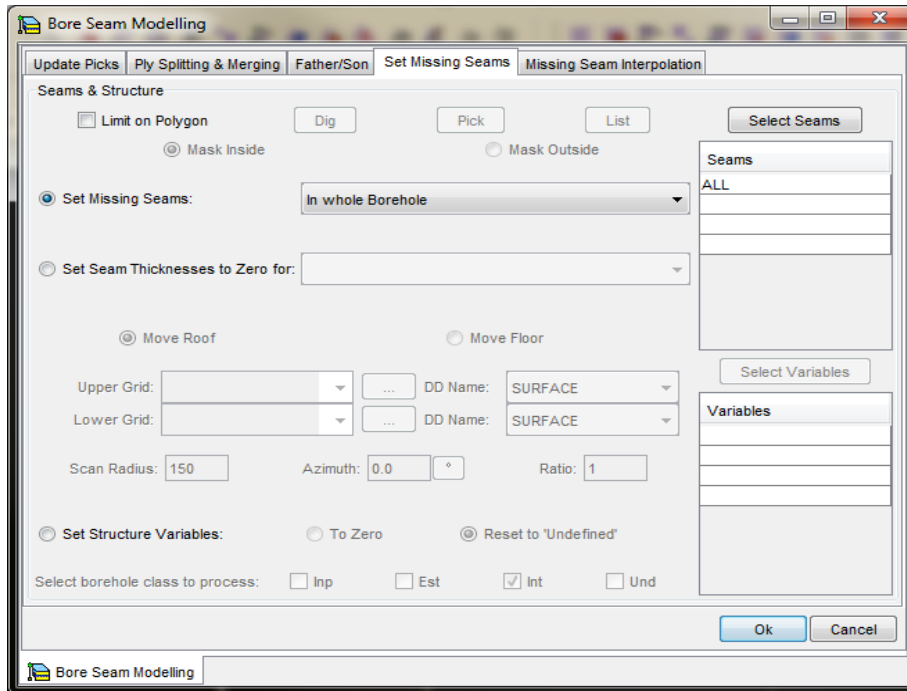 Bore Seam Modelling
Update Picks Ply Splitting & Merging Father/Son Set Missing Seams Missing Seam Interpolation
Seams & Structure
Limit on Polygon Dig Pick List Select Seams
Mask Inside Mask Outside
Seams
ALL
Set Missing Seams: In whole Borehole
Set Seam Thicknesses to Zero for:
Move Roof Move Floor
Select Variables
Upper Grid: ... DD Name: SURFACE
Variables
Lower Grid: ... DD Name: SURFACE
Scan Radius: 150 Azimuth: 0.0 ° Ratio: 1
Set Structure Variables: To Zero Reset to 'Undefined'
Select borehole class to process: Inp Est Int Und
Ok Cancel
Bore Seam Modelling